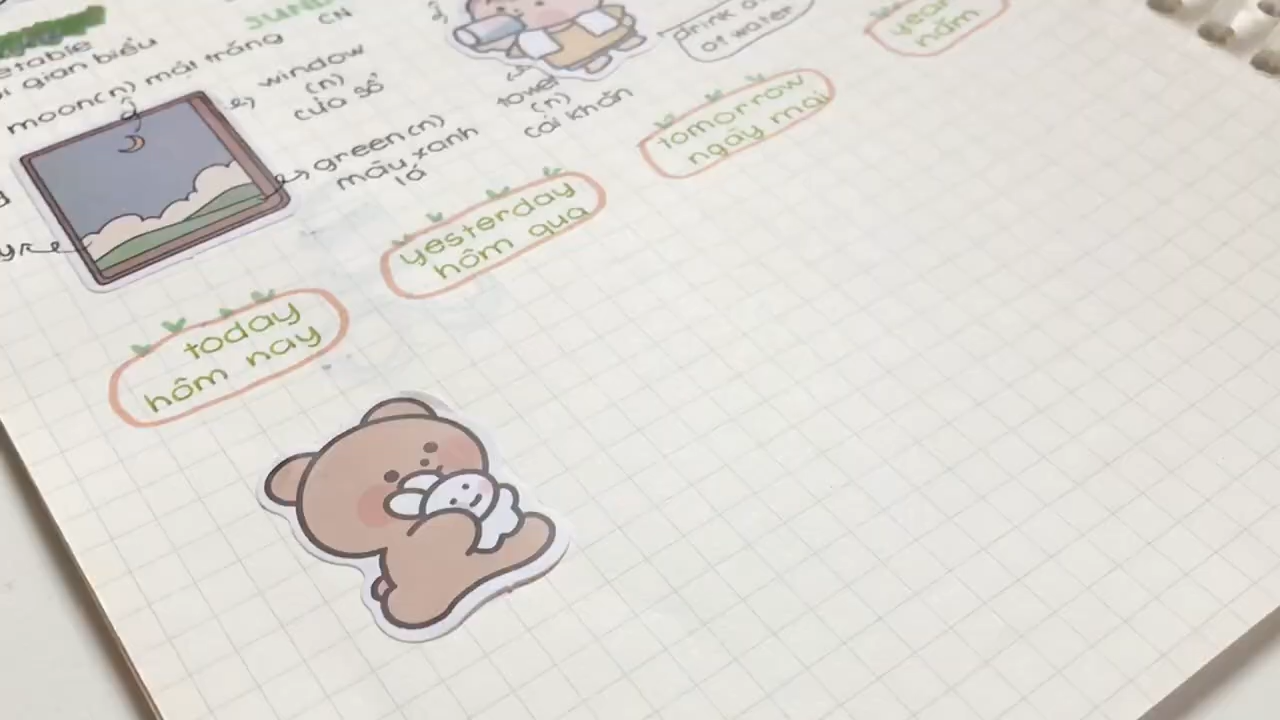 JUND
CN
etable
i gian biểu
moon(n) mặt trăng
window
(n)
cửa sổ
green(n)
màu xanh
lá
towel
(n)
cái khăn
drink
of water
year
năm
tomorrow
ngày mai
yesterday
hôm qua
today
hôm nay